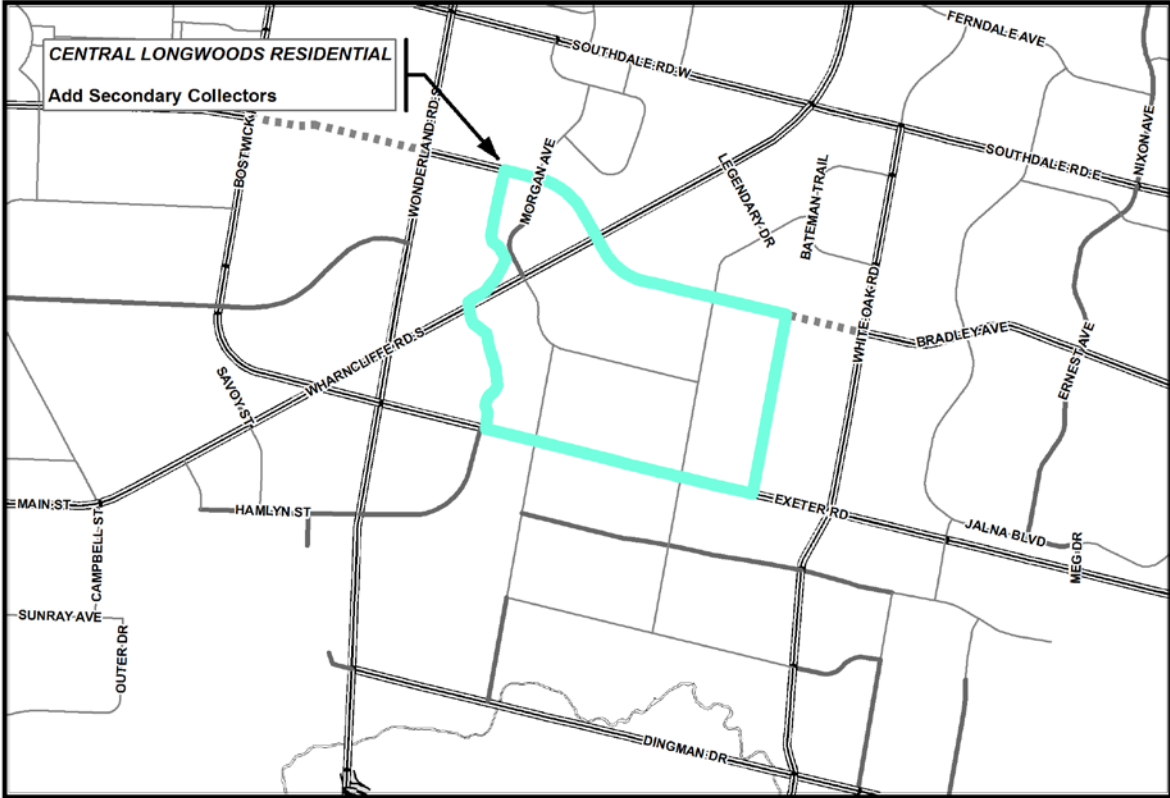 FERNDALE AVE
CENTRAL LONGWOODS RESIDENTIAL
Add Secondary Collectors
SOUTHDALE RD W
NIXON AVE
BOSTWICK
WONDERLAND RD S
MORGAN AVE
LEGENDARY DR
BATEMAN TRAIL
SOUTHDALE RD E
WHITE OAK RD
BRADLEY AVE
ERNEST AVE
WHARNCLIFFE RD S
SAVOY ST
MAIN ST
CAMPBELL ST
HAMLYN ST
EXETER RD
JALNA BLVD
MEG DR
SUNRAY AVE
OUTER DR
DINGMAN DR